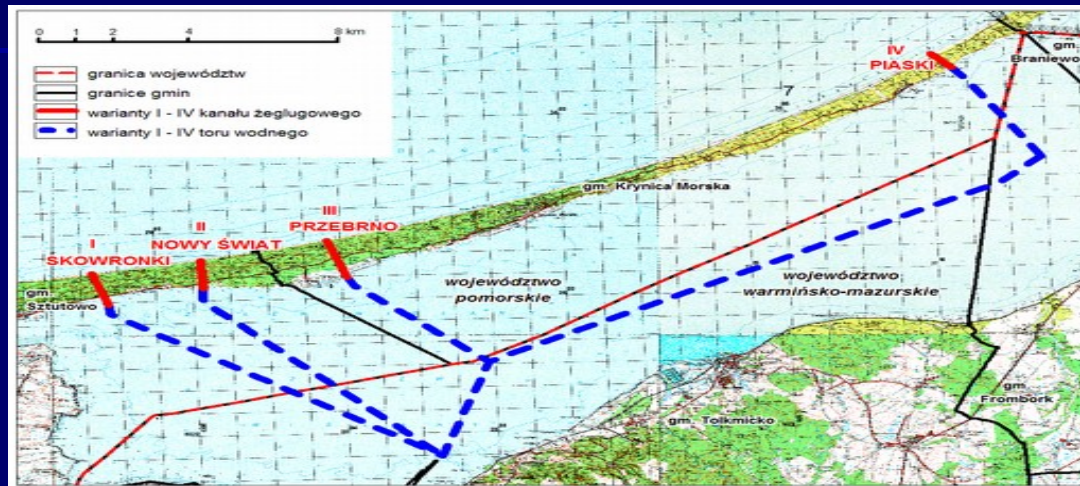 0 1 2 4 8 km
granica województw
granice gmin
warianty I - IV kanału żeglugowego
warianty I - IV toru wodnego
IV
PIASKI
gm.
Braniewo
7
gm. Krynica Morska
III
PRZEBRNO
II
NOWY ŚWIAT
I
SKOWRONKI
gm.
Sztutowo
województwo
pomorskie
województwo
warmińsko-mazurskie
gm.
Frombork
gm. Tolkmicko